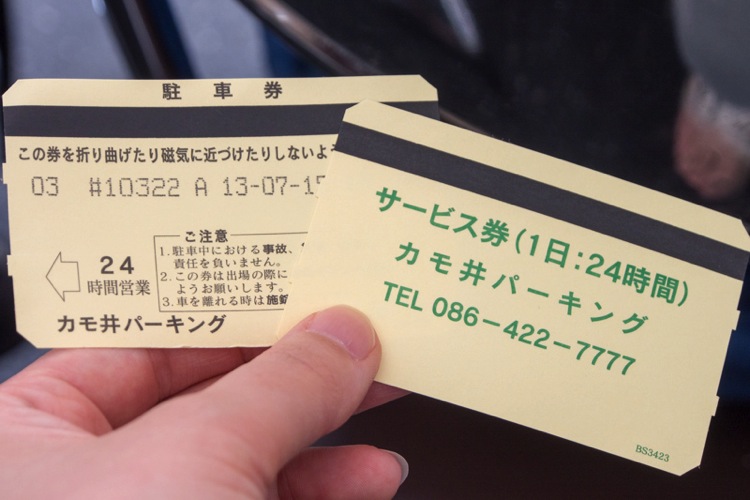 駐車券
この券を折り曲げたり磁気に近づけたりしないよ
03 #10322 A 13-07-15
ご注意
1. 駐車中における事故、
責任を負いません。
2. この券は出場の際に
ようお願いします。
3. 車を離れる時は施錠
24
時間営業
カモ井パーキング
サービス券(1日:24時間)
カモ井パーキング
TEL 086-422-7777
BS3423